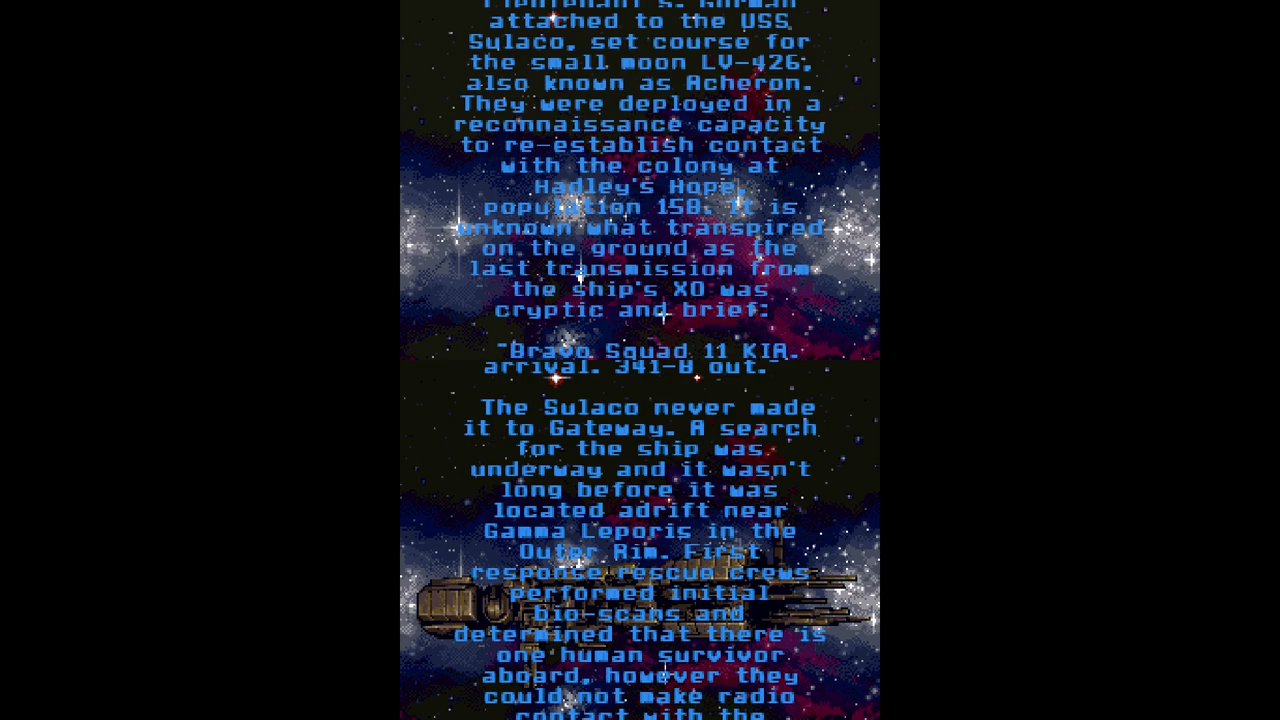 Lieutenant S. Gorman
attached to the USS
Sulaco, set course for
the small moon LV-426,
also known as Acheron.
They were deployed in a
reconnaissance capacity
to re-establish contact
with the colony at
Hadley's Hope,
population 158. It is
unknown what transpired
on the ground as the
last transmission from
the ship's XO was
cryptic and brief:
"Bravo Squad 11 KIA.
arrival. 341-B out."
The Sulaco never made
it to Gateway. A search
for the ship was
underway and it wasn't
long before it was
located adrift near
Gamma Leporis in the
Outer Rim. First
response rescue crews
performed initial
bio-scans and
determined that there is
one human survivor
aboard, however they
could not make radio
contact with the